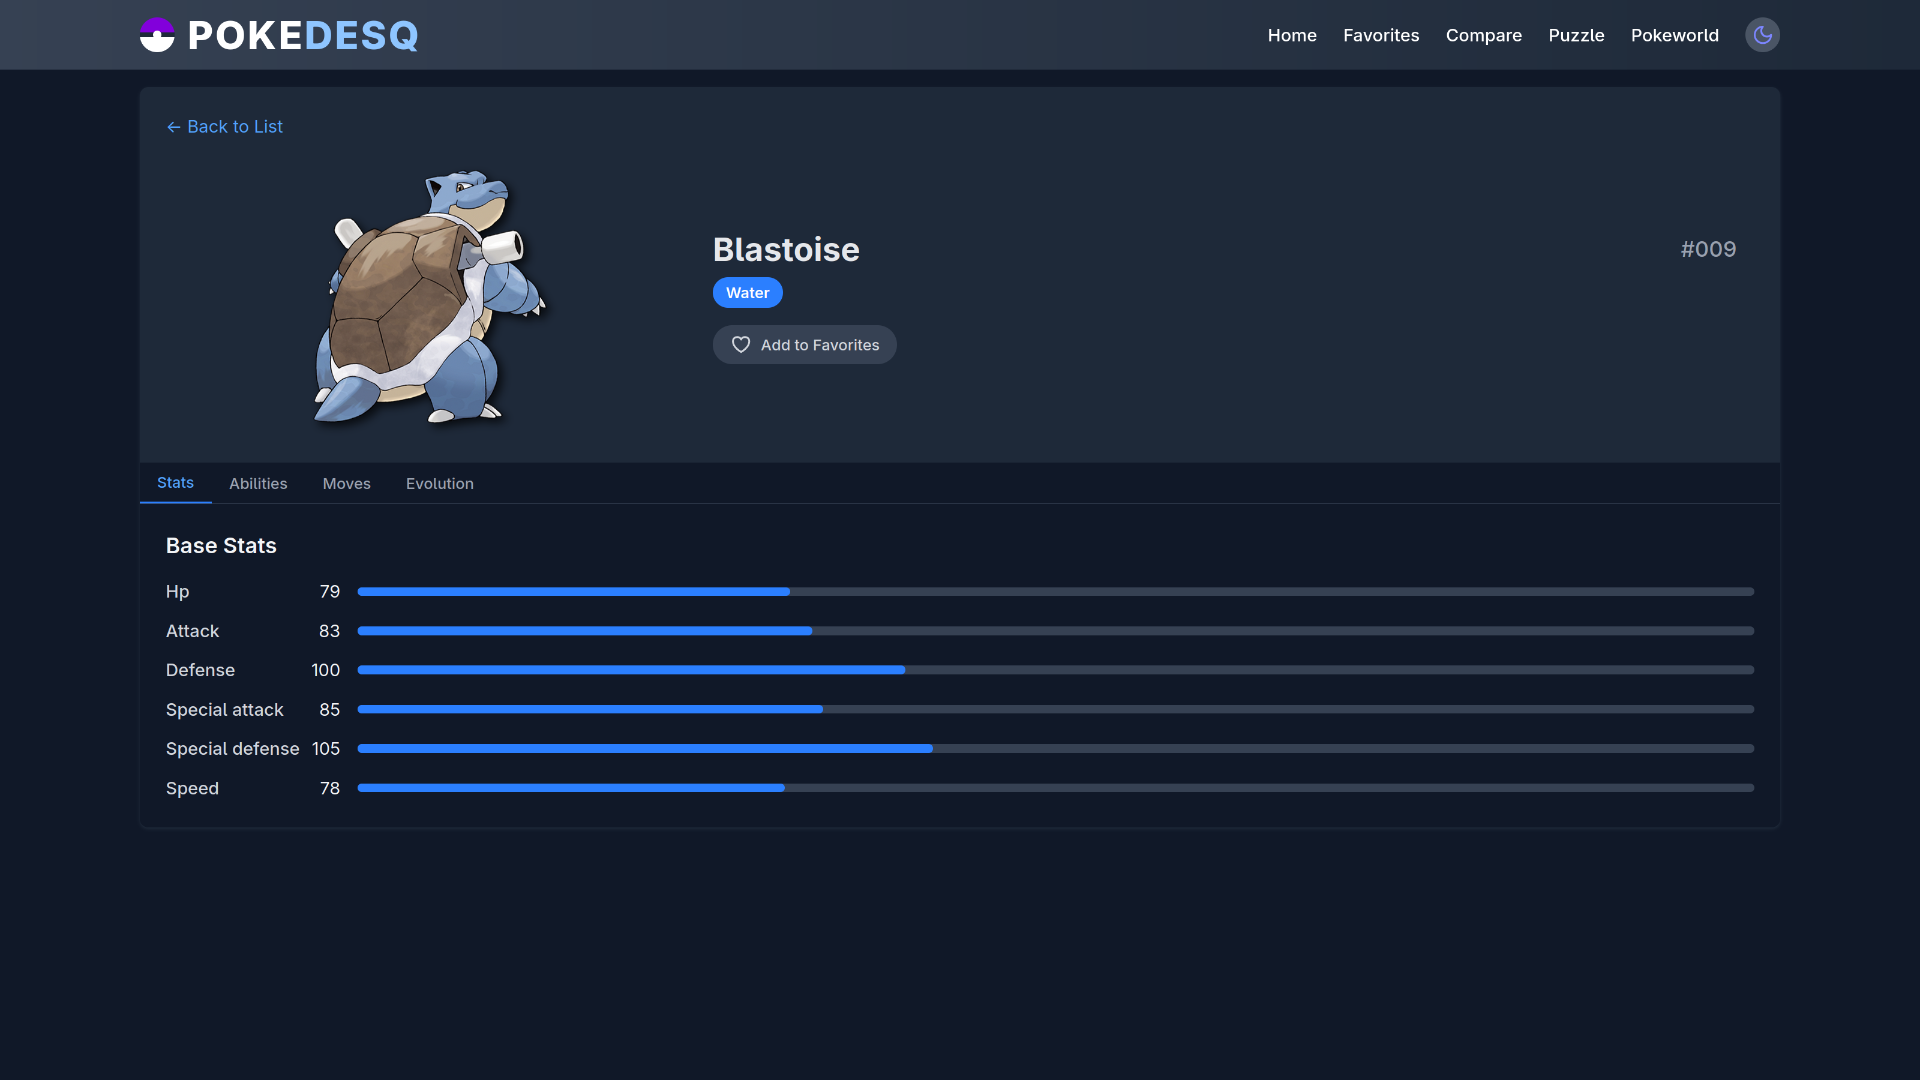 POKEDESQ
Home Favorites Compare Puzzle Pokeworld
← Back to List
Blastoise #009
Water
Add to Favorites
Stats Abilities Moves Evolution
Base Stats
Hp 79
Attack 83
Defense 100
Special attack 85
Special defense 105
Speed 78